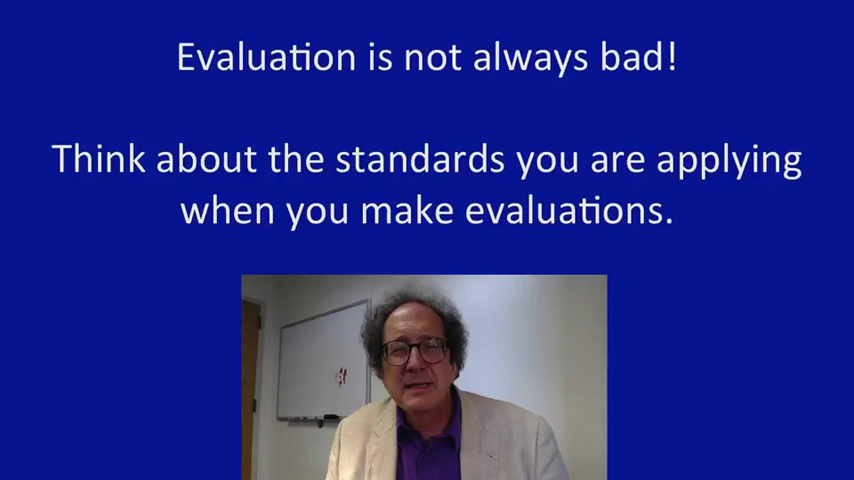 Evaluation is not always bad!
Think about the standards you are applying
when you make evaluations.